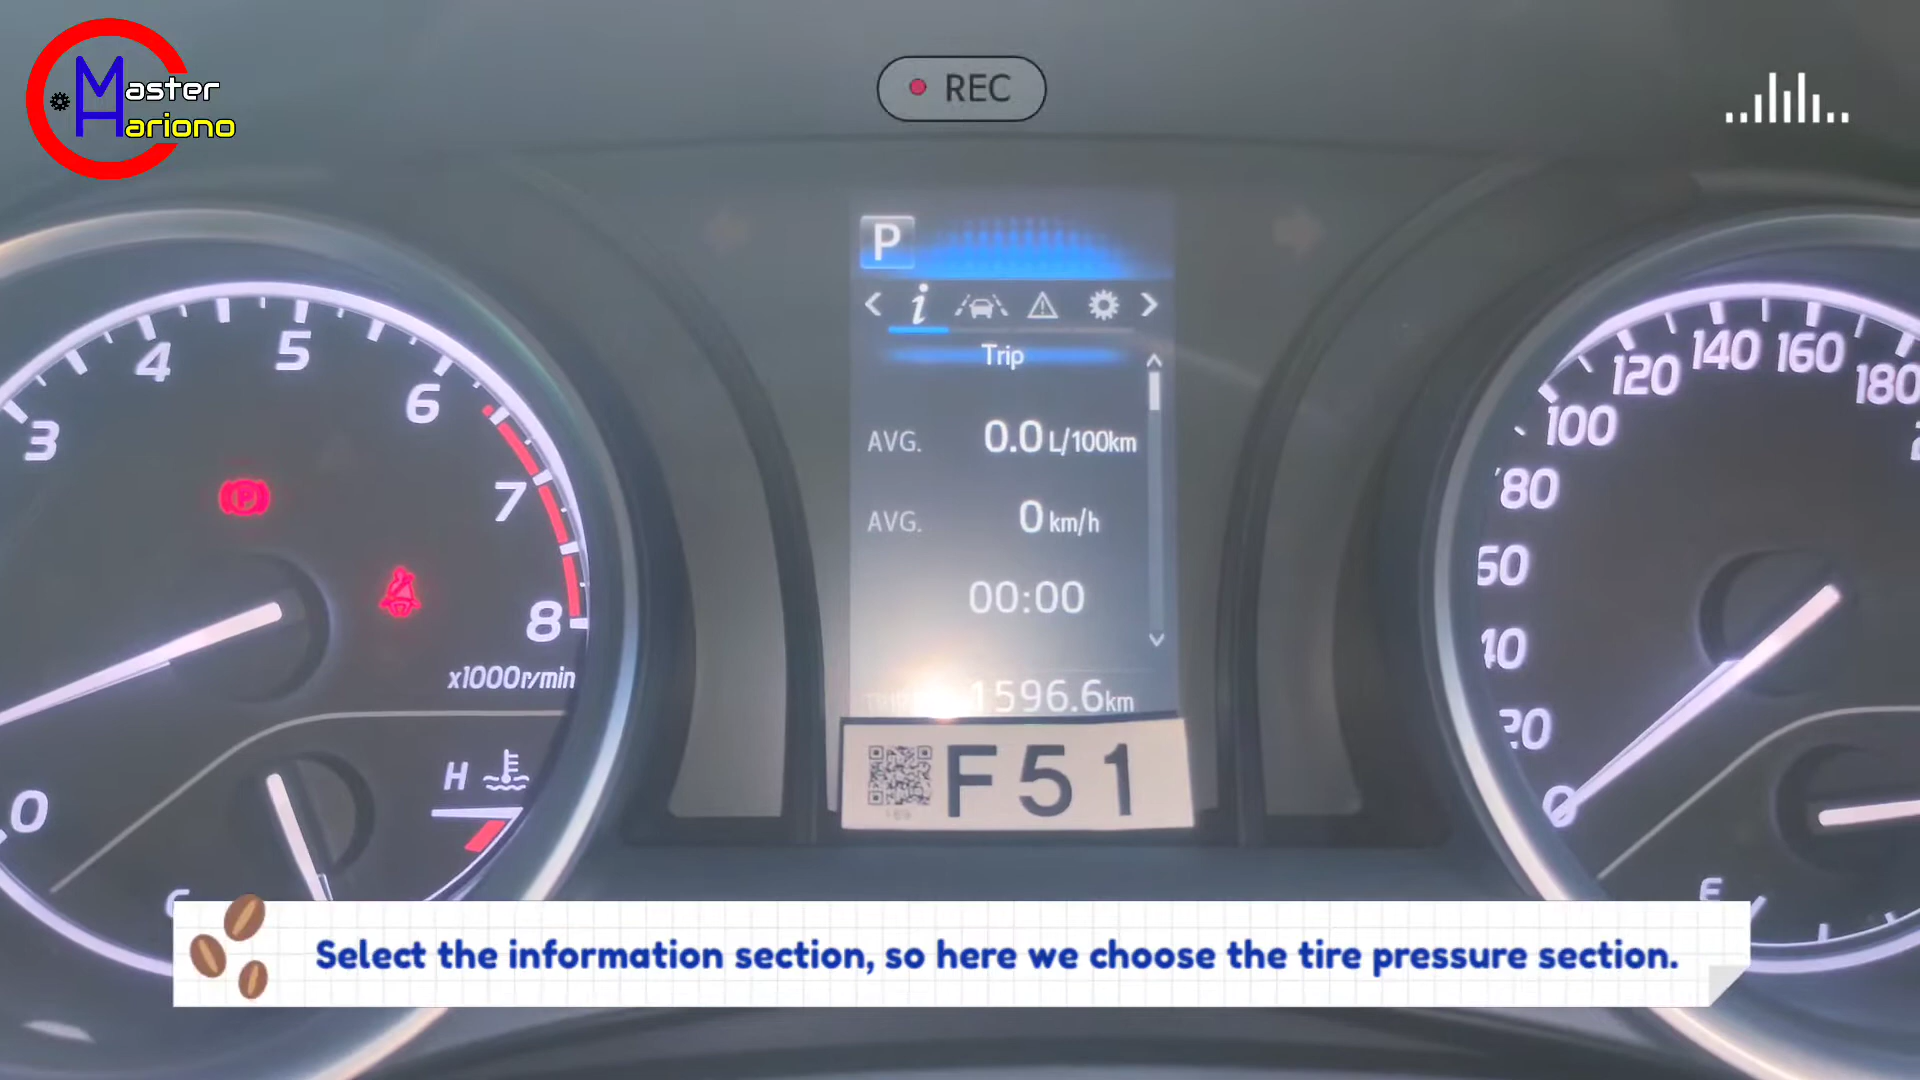 Master
Hariono
REC
P
i
Trip
AVG. 0.0 L/100km
AVG. 0 km/h
00:00
1596.6 km
F51
3
4
5
6
7
8
x1000r/min
H
0
C
0
20
40
60
80
100
120
140
160
180
E
Select the information section, so here we choose the tire pressure section.